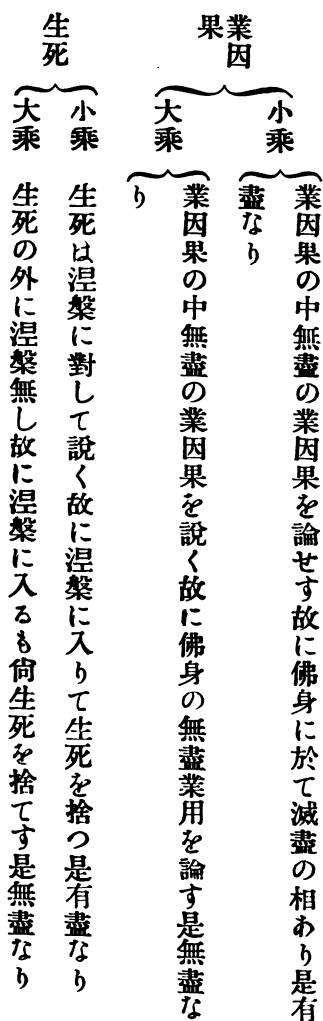 業因
果
小乘
業因果の中無盡の業因果を論せす故に佛身に於て滅盡の相あり是有
盡なり
大乘
業因果の中無盡の業因果を說く故に佛身の無盡業用を論す是無盡な
り
生死
小乘
生死は涅槃に對して說く故に涅槃に入りて生死を捨つ是有盡なり
大乘
生死の外に涅槃無し故に涅槃に入るも尙生死を捨てす是無盡なり